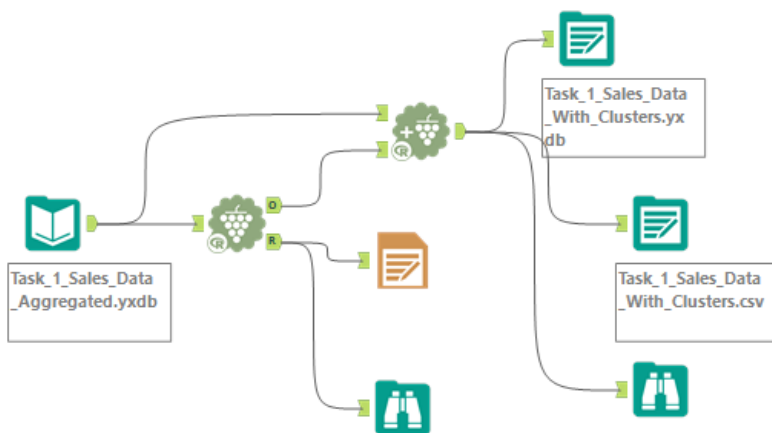 Task_1_Sales_Data
_With_Clusters.yx
db
O
R
Task_1_Sales_Data
_Aggregated.yxdb
Task_1_Sales_Data
_With_Clusters.csv